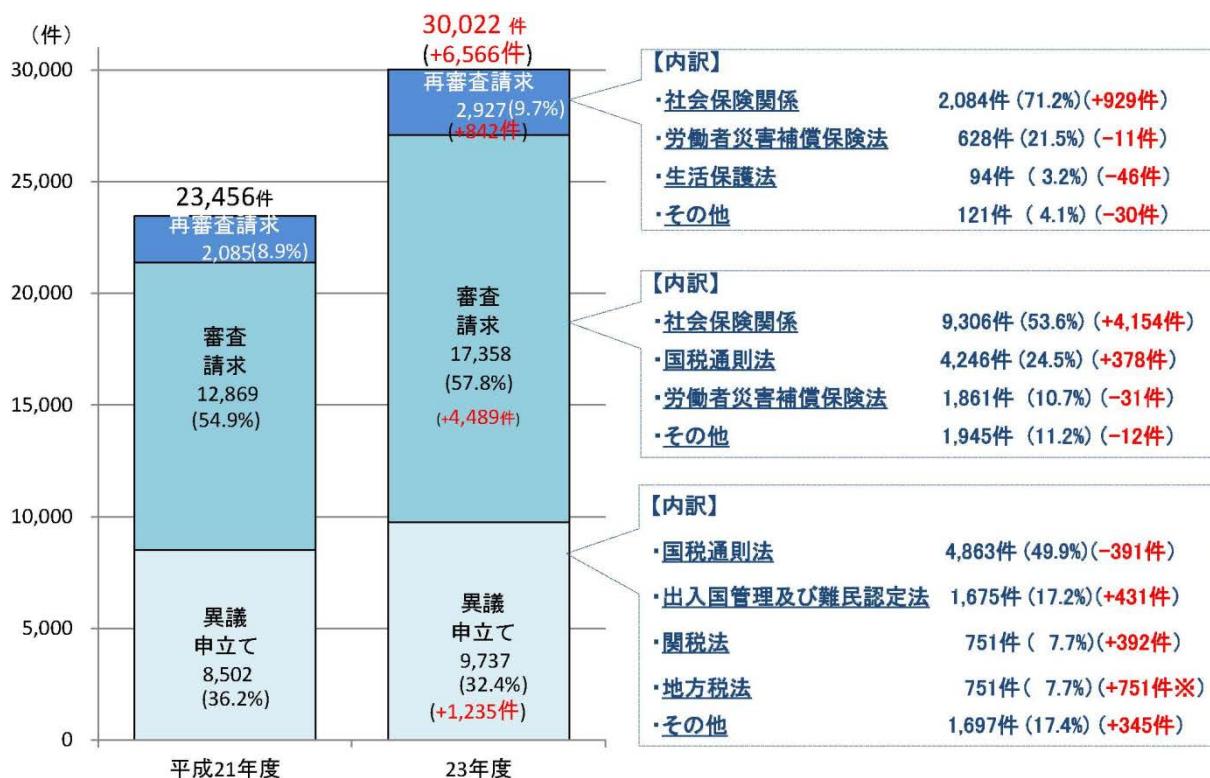 (件)
30,000
25,000
20,000
15,000
10,000
5,000
0
23,456件
再審査請求
2,085(8.9%)
審査
請求
12,869
(54.9%)
異議
申立て
8,502
(36.2%)
平成21年度
30,022 件
(+6,566件)
再審査請求
2,927(9.7%)
(+842件)
審査
請求
17,358
(57.8%)
(+4,489件)
異議
申立て
9,737
(32.4%)
(+1,235件)
23年度
【内訳】
・社会保険関係 2,084件 (71.2%)(+929件)
・労働者災害補償保険法 628件 (21.5%) (−11件)
・生活保護法 94件 ( 3.2%) (−46件)
・その他 121件 ( 4.1%) (−30件)
【内訳】
・社会保険関係 9,306件 (53.6%) (+4,154件)
・国税通則法 4,246件 (24.5%) (+378件)
・労働者災害補償保険法 1,861件 (10.7%) (−31件)
・その他 1,945件 (11.2%) (−12件)
【内訳】
・国税通則法 4,863件 (49.9%) (−391件)
・出入国管理及び難民認定法 1,675件 (17.2%)(+431件)
・関税法 751件 ( 7.7%)(+392件)
・地方税法 751件( 7.7%) (+751件※)
・その他 1,697件 (17.4%) (+345件)